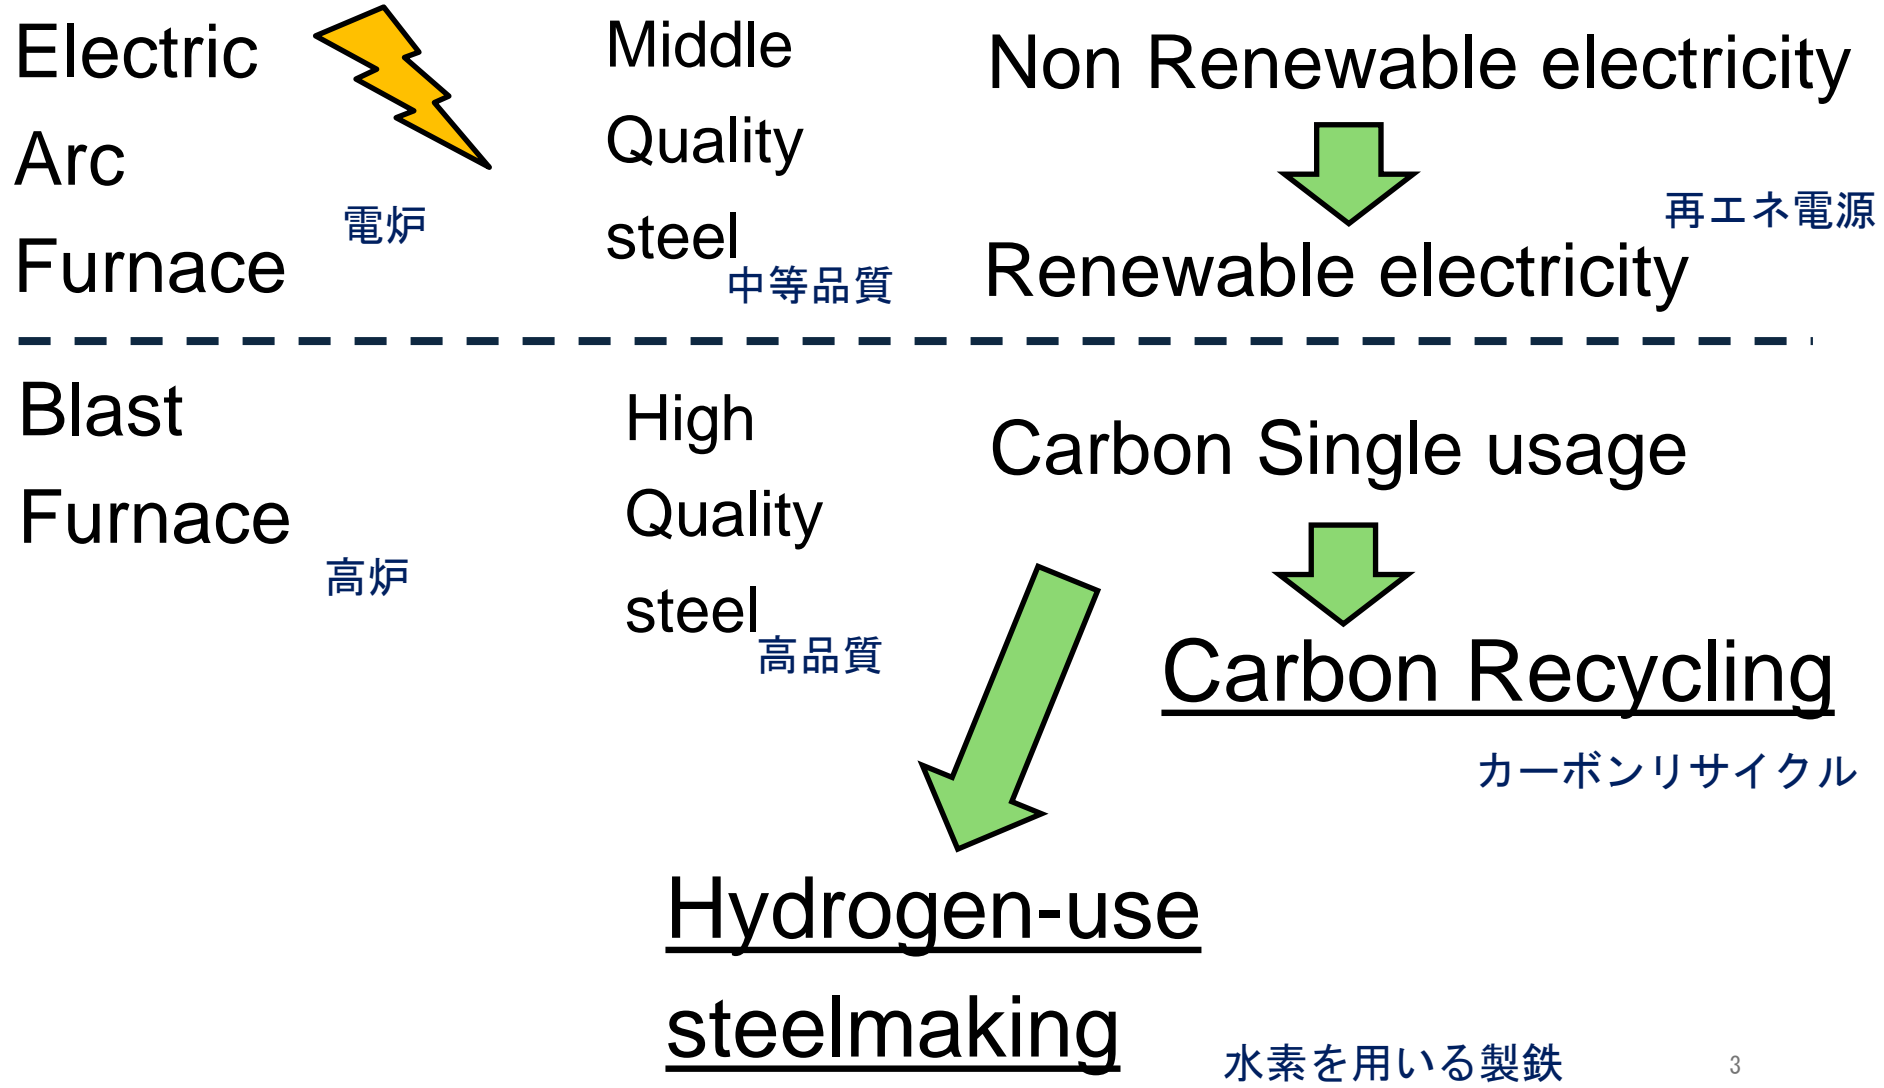 Electric
Arc
Furnace
電炉
Middle
Quality
steel
中等品質
Non Renewable electricity
再エネ電源
Renewable electricity
Blast
Furnace
高炉
High
Quality
steel
高品質
Carbon Single usage
Carbon Recycling
カーボンリサイクル
Hydrogen-use
steelmaking
水素を用いる製鉄
3